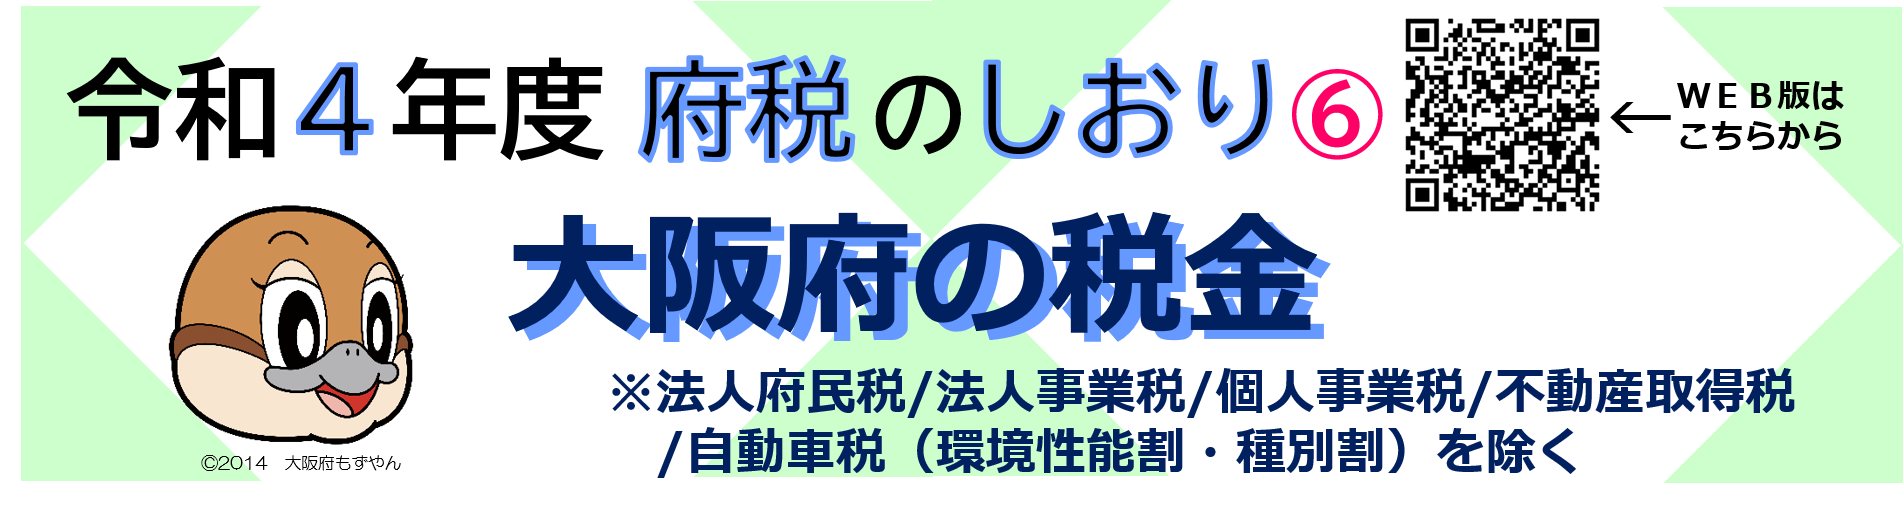 令和４年度 府税のしおり⑥
ＷＥＢ版は
こちらから
←
大阪府の税金
※法人府民税/法人事業税/個人事業税/不動産取得税
/自動車税（環境性能割・種別割）を除く
©2014　大阪府もずやん